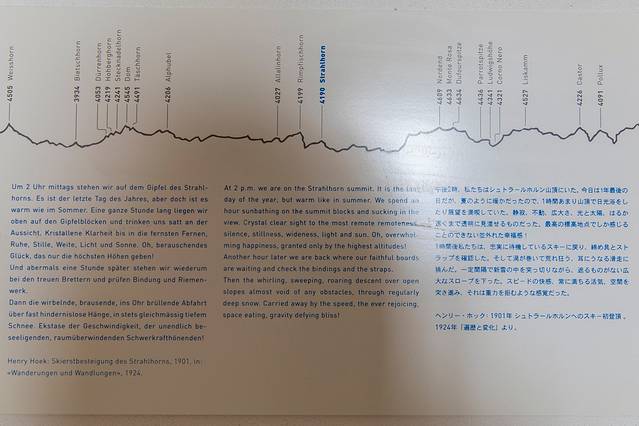 4505 Weisshorn
3934 Bietschhorn
4053 Dürrenhorn
4219 Hohberghorn
4241 Stecknadelhorn
4545 Dom
4491 Täschhorn
4206 Alphubel
4027 Allalinhorn
4199 Rimpfischhorn
4190 Strahlhorn
4609 Nordend
4633 Monte Rosa
4634 Dufourspitze
4436 Parrotspitze
4341 Ludwigshöhe
4321 Corno Nero
4527 Liskamm
4226 Castor
4091 Pollux
Um 2 Uhr mittags stehen wir auf dem Gipfel des Strahl-
horns. Es ist der letzte Tag des Jahres, aber doch ist es
warm wie im Sommer. Eine ganze Stunde lang liegen wir
oben auf den Gipfelblöcken und trinken uns satt an der
Aussicht. Kristallene Klarheit bis in die fernsten Fernen,
Ruhe, Stille, Weite, Licht und Sonne. Oh, berauschendes
Glück, das nur die höchsten Höhen geben!
Und abermals eine Stunde später stehen wir wiederum
bei den treuen Brettern und prüfen Bindung und Riemen-
werk.
Dann die wirbelnde, brausende, ins Ohr brüllende Abfahrt
über fast hindernislose Hänge, in stets gleichmässig tiefem
Schnee. Ekstase der Geschwindigkeit, der unendlich be-
seeligenden, raumüberwindenden Schwerkrafthönenden!
Henry Hoek: Skierstbesteigung des Strahlhorns, 1901, in:
«Wanderungen und Wandlungen», 1924.
At 2 p.m. we are on the Strahlhorn summit. It is the last
day of the year, but warm like in summer. We spend an
hour sunbathing on the summit blocks and sucking in the
view. Crystal clear sight to the most remote remoteness,
silence, stillness, wideness, light and sun. Oh, overwhel-
ming happiness, granted only by the highest altitudes!
Another hour later we are back where our faithful boards
are waiting and check the bindings and the straps.
Then the whirling, sweeping, roaring descent over open
slopes almost void of any obstacles, through regularly
deep snow. Carried away by the speed, the ever rejoicing,
space eating, gravity defying bliss!
午後2時、私たちはシュトラールホルン山頂にいた。今日は1年最後の
日だが、夏のように暖かだったので、1時間あまり山頂で日光浴をし
たり展望を満喫していた。静寂、不動、広大さ、光と太陽、はるか
遠くまで透明に見渡せるものだった。最高の標高地点でしか感じる
ことのできない並外れた幸福感！
1時間後私たちは、忠実に待機しているスキーに戻り、締め具とスト
ラップを確認した。そして渦が巻いて荒れ狂う、耳にうなる滑走に
挑んだ。一定間隔で新雪の中を突っ切りながら、遮るものがない広
大なスロープを下った。スピードの快感、常に満ちる活気、空間を
突き進み、それは重力を拒むような感覚だった。
ヘンリー・ホック：1901年 シュトラールホルンへのスキー初登頂、
1924年「遍歴と変化」より。